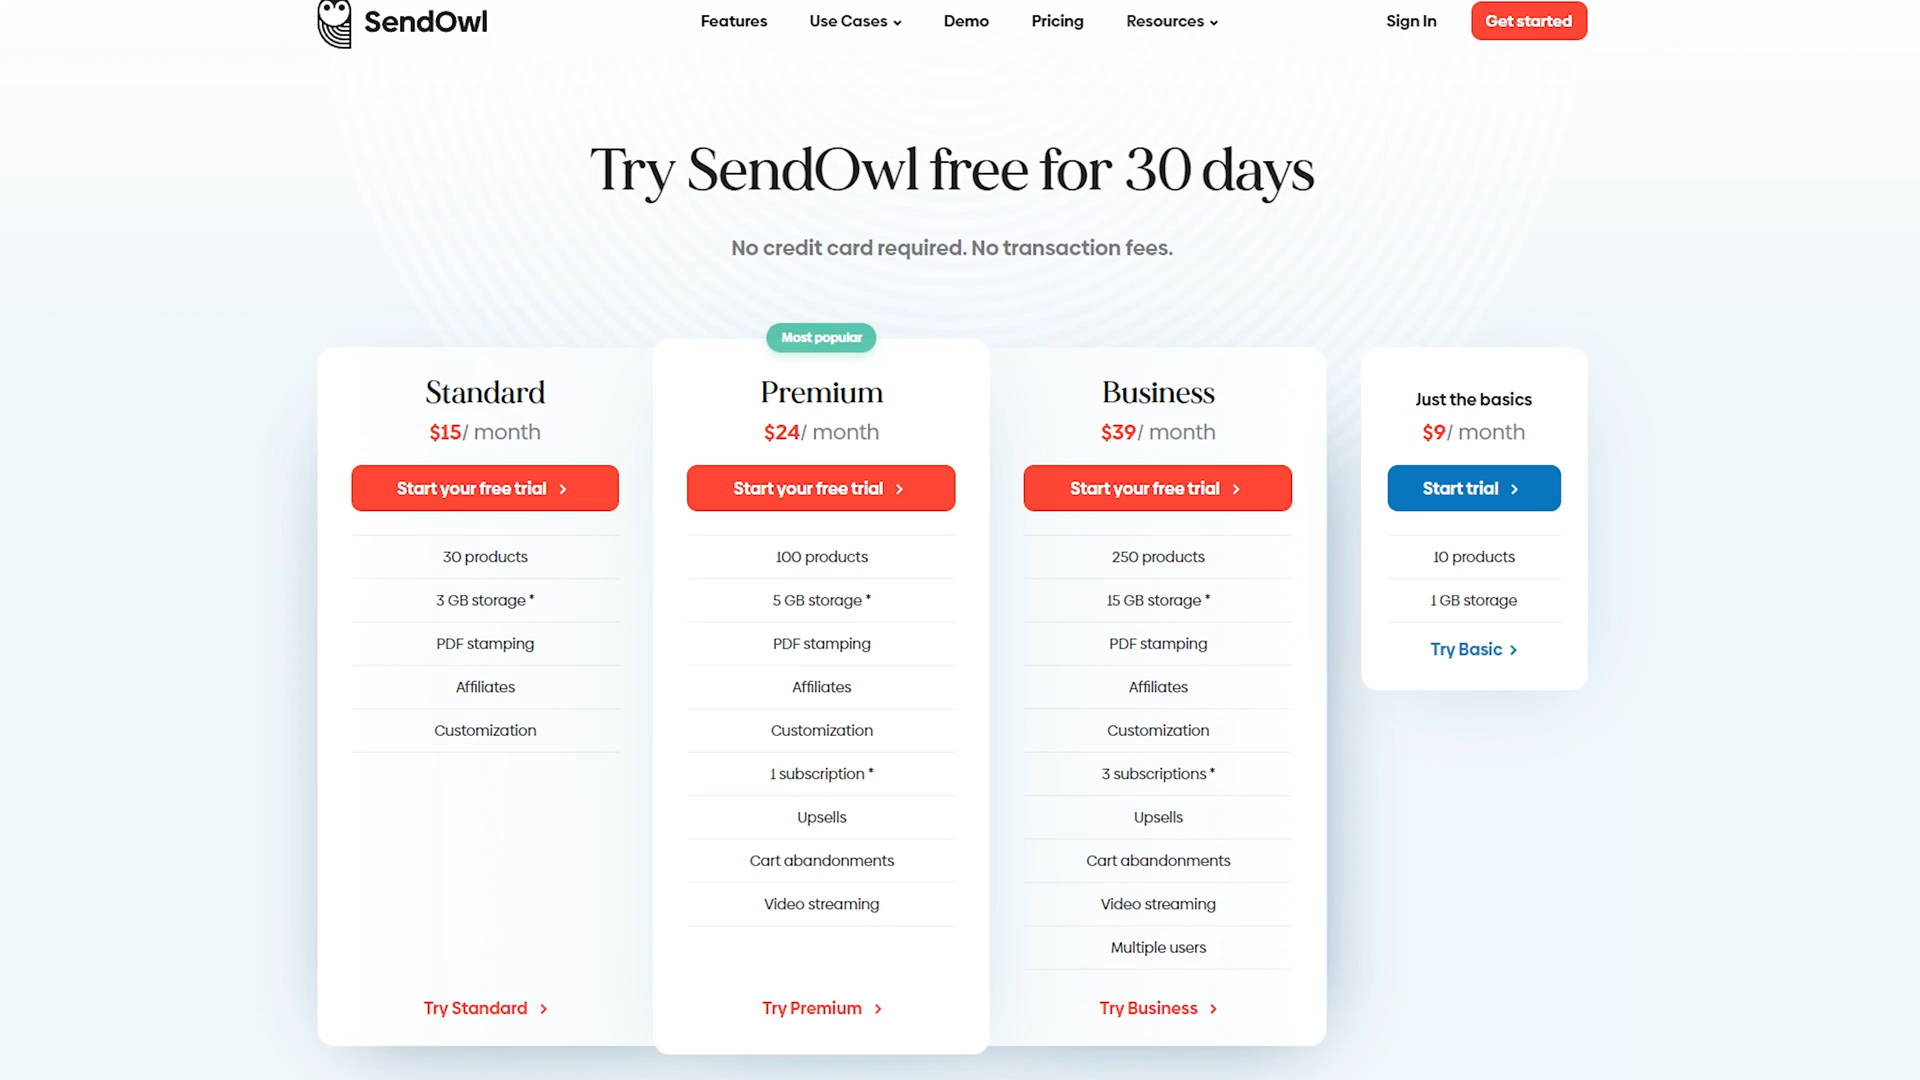 SendOwl
Features
Use Cases
Demo
Pricing
Resources
Sign In
Get started
Try SendOwl free for 30 days
No credit card required. No transaction fees.
Standard
$15/ month
Start your free trial
30 products
3 GB storage *
PDF stamping
Affiliates
Customization
Try Standard
Most popular
Premium
$24/ month
Start your free trial
100 products
5 GB storage *
PDF stamping
Affiliates
Customization
1 subscription *
Upsells
Cart abandonments
Video streaming
Try Premium
Business
$39/ month
Start your free trial
250 products
15 GB storage *
PDF stamping
Affiliates
Customization
3 subscriptions *
Upsells
Cart abandonments
Video streaming
Multiple users
Try Business
Just the basics
$9/ month
Start trial
10 products
1 GB storage
Try Basic